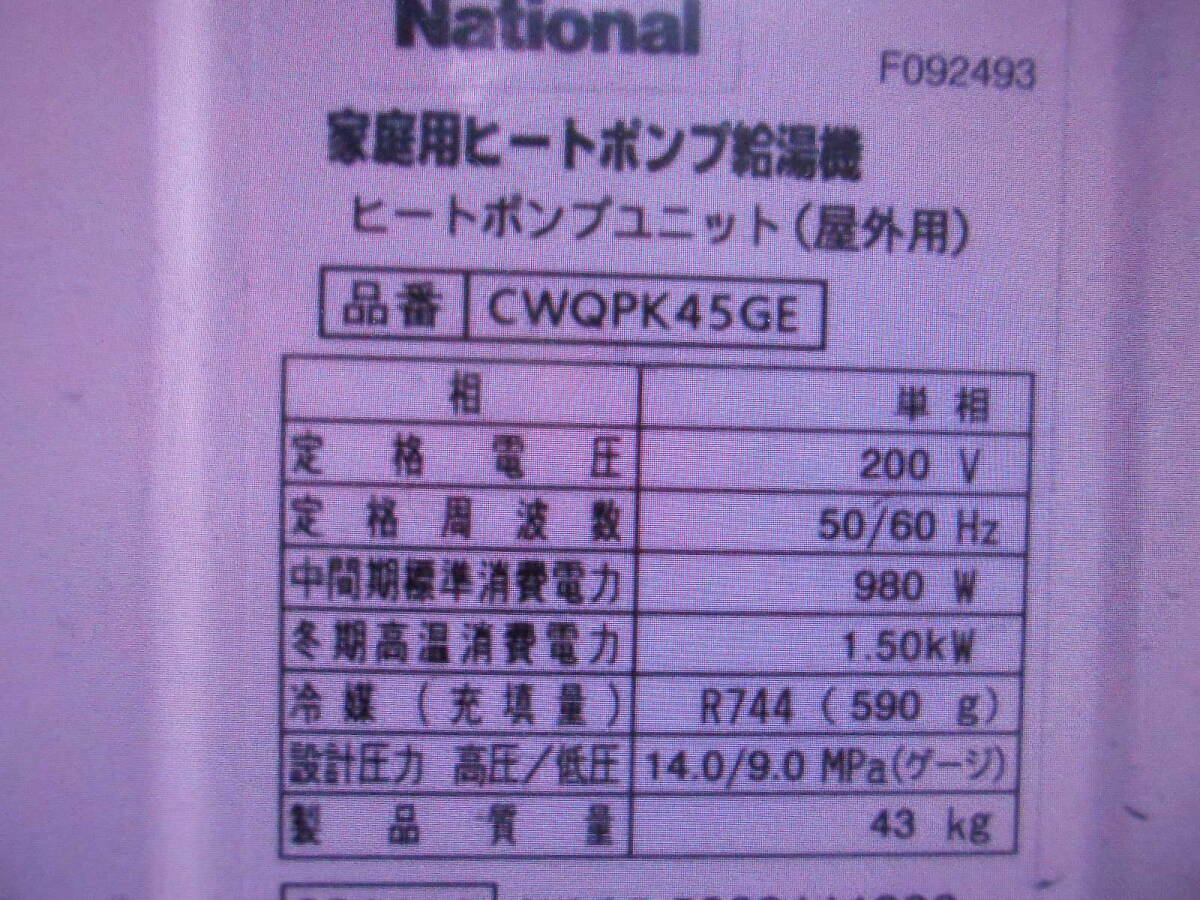 National
F092493
家庭用ヒートポンプ給湯機
ヒートポンプユニット(屋外用)
品番 CWQPK45GE
相 単相
定格電圧 200 V
定格周波数 50/60 Hz
中間期標準消費電力 980 W
冬期高温消費電力 1.50kW
冷媒(充填量) R744 (590 g)
設計圧力 高圧/低圧 14.0/9.0 MPa(ゲージ)
製品質量 43 kg